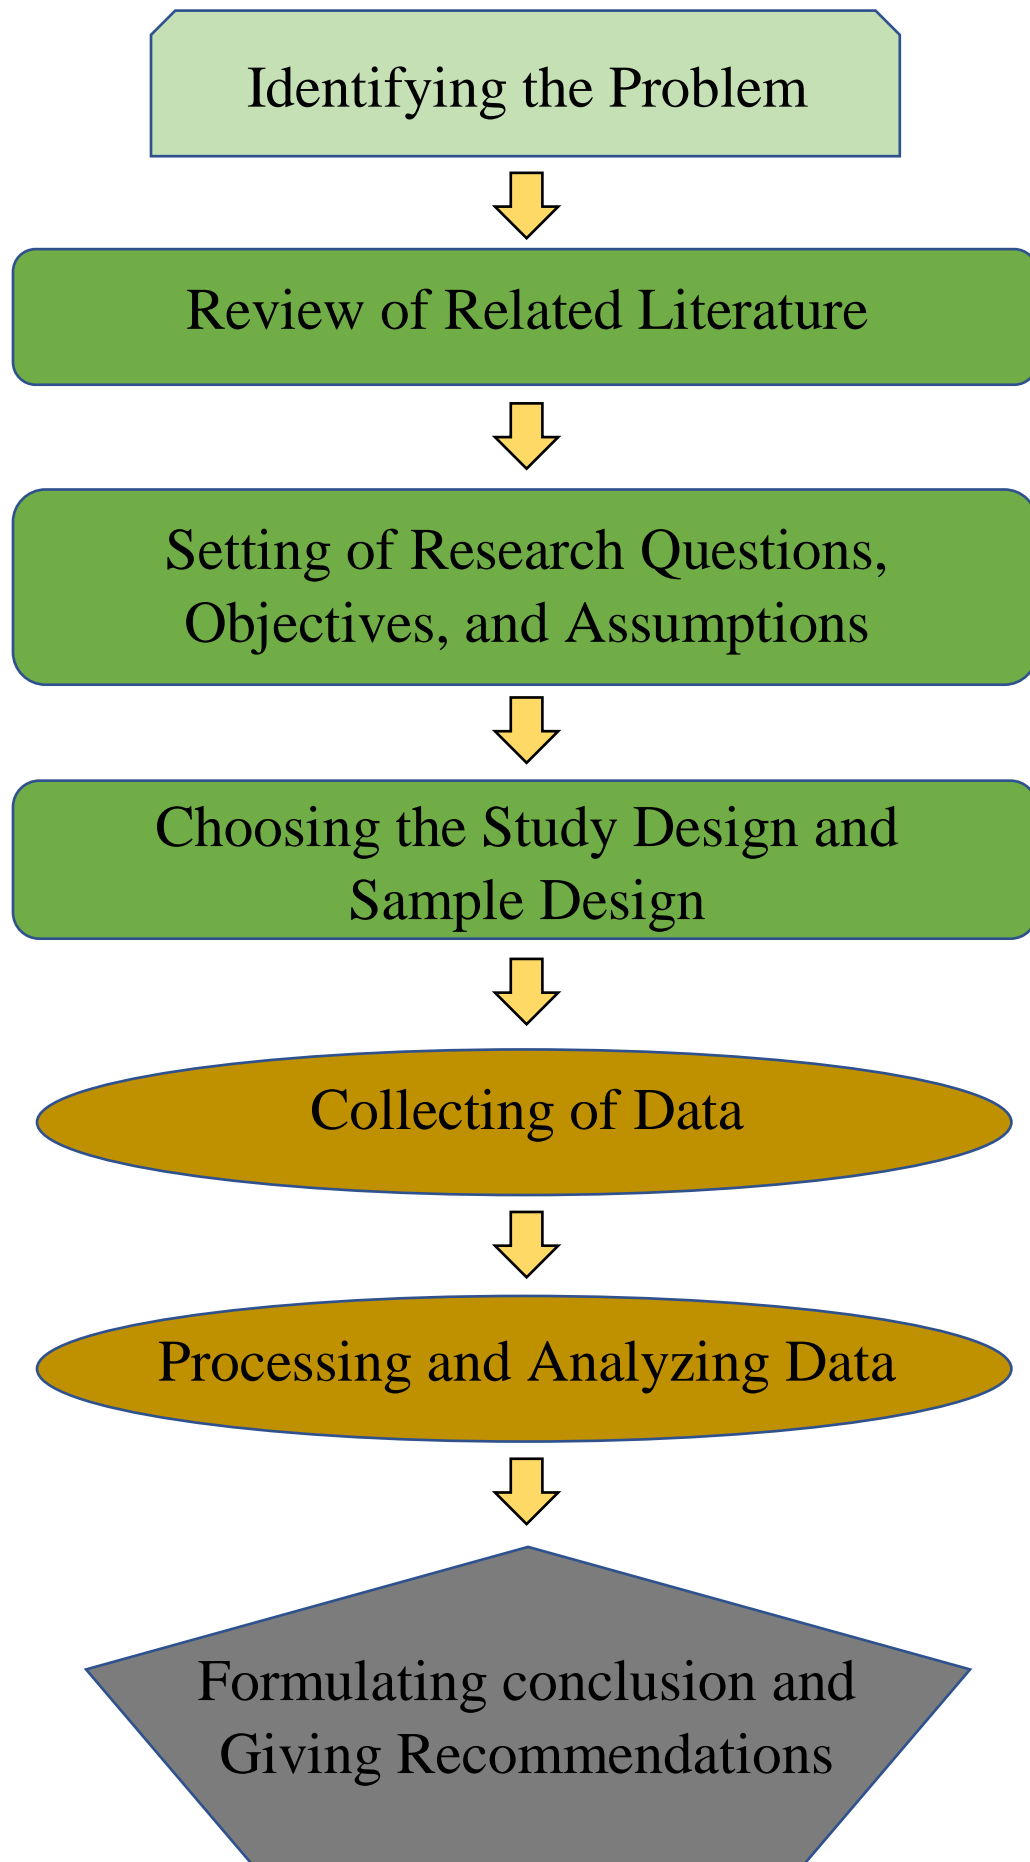 Identifying the Problem
Review of Related Literature
Setting of Research Questions,
Objectives, and Assumptions
Choosing the Study Design and
Sample Design
Collecting of Data
Processing and Analyzing Data
Formulating conclusion and
Giving Recommendations